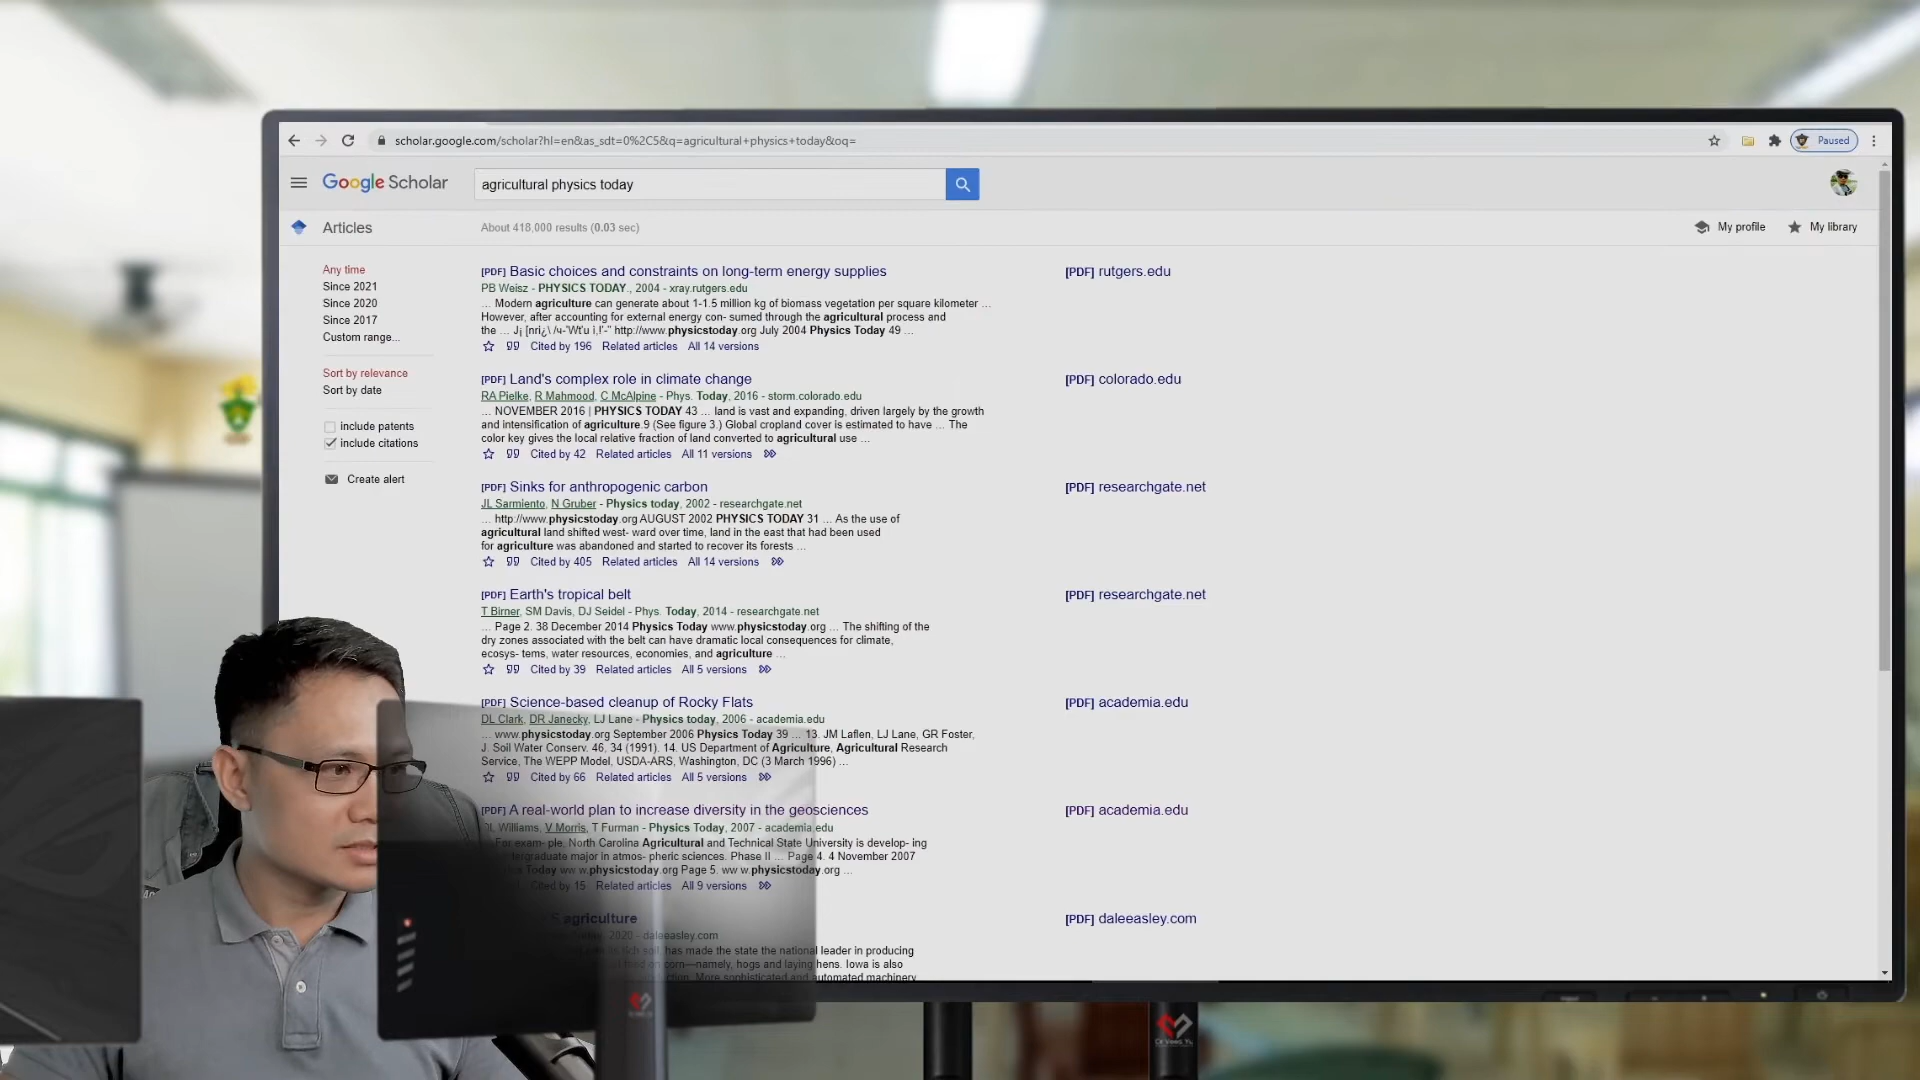 scholar.google.com/scholar?hl=en&as_sdt=0%2C5&q=agricultural+physics+today&oq=
Paused
Google Scholar
agricultural physics today
Articles
About 418,000 results (0.03 sec)
My profile
My library
Any time
Since 2021
Since 2020
Since 2017
Custom range...
Sort by relevance
Sort by date
include patents
include citations
Create alert
[PDF] Basic choices and constraints on long-term energy supplies
PB Weisz - PHYSICS TODAY., 2004 - xray.rutgers.edu
... Modern agriculture can generate about 1-1.5 million kg of biomass vegetation per square kilometer ...
However, after accounting for external energy con- sumed through the agricultural process and
the ... http://www.physicstoday.org July 2004 Physics Today 49 ...
Cited by 196 Related articles All 14 versions
[PDF] rutgers.edu
[PDF] Land's complex role in climate change
RA Pielke, R Mahmood, C McAlpine - Phys. Today, 2016 - storm.colorado.edu
... NOVEMBER 2016 | PHYSICS TODAY 43 ... land is vast and expanding, driven largely by the growth
and intensification of agriculture.9 (See figure 3.) Global cropland cover is estimated to have ... The
color key gives the local relative fraction of land converted to agricultural use ...
Cited by 42 Related articles All 11 versions
[PDF] colorado.edu
[PDF] Sinks for anthropogenic carbon
JL Sarmiento, N Gruber - Physics today, 2002 - researchgate.net
... http://www.physicstoday.org AUGUST 2002 PHYSICS TODAY 31 ... As the use of
agricultural land shifted west- ward over time, land in the east that had been used
for agriculture was abandoned and started to recover its forests ...
Cited by 405 Related articles All 14 versions
[PDF] researchgate.net
[PDF] Earth's tropical belt
T Birner, SM Davis, DJ Seidel - Phys. Today, 2014 - researchgate.net
... Page 2. 38 December 2014 Physics Today www.physicstoday.org ... The shifting of the
dry zones associated with the belt can have dramatic local consequences for climate,
ecosys- tems, water resources, economies, and agriculture ...
Cited by 39 Related articles All 5 versions
[PDF] researchgate.net
[PDF] Science-based cleanup of Rocky Flats
DL Clark, DR Janecky, LJ Lane - Physics today, 2006 - academia.edu
... www.physicstoday.org September 2006 Physics Today 39 ... 13. JM Laflen, LJ Lane, GR Foster,
J. Soil Water Conserv. 46, 34 (1991). 14. US Department of Agriculture, Agricultural Research
Service, The WEPP Model, USDA-ARS, Washington, DC (3 March 1996) ...
Cited by 66 Related articles All 5 versions
[PDF] academia.edu
[PDF] A real-world plan to increase diversity in the geosciences
Williams, V Morris, T Furman - Physics Today, 2007 - academia.edu
For exam- ple, North Carolina Agricultural and Technical State University is develop- ing
major in atmos- pheric sciences. Phase II ... Page 4. 4 November 2007
Today ww w.physicstoday.org Page 5. ww w.physicstoday.org ...
Cited by 15 Related articles All 9 versions
[PDF] academia.edu
agriculture
2020 - daleeasley.com
soil, has made the state the national leader in producing
corn—namely, hogs and laying hens. Iowa is also
More sophisticated and automated machinery
[PDF] daleeasley.com
Dr Vees Yu